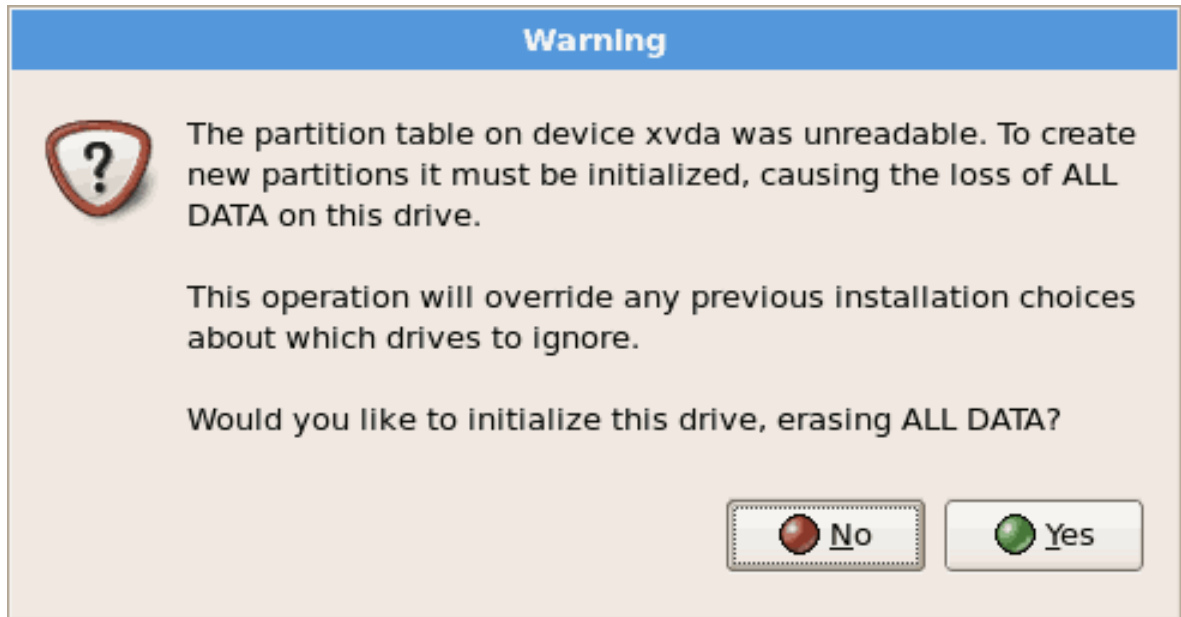 Warning
The partition table on device xvda was unreadable. To create
new partitions it must be initialized, causing the loss of ALL
DATA on this drive.
This operation will override any previous installation choices
about which drives to ignore.
Would you like to initialize this drive, erasing ALL DATA?
No Yes